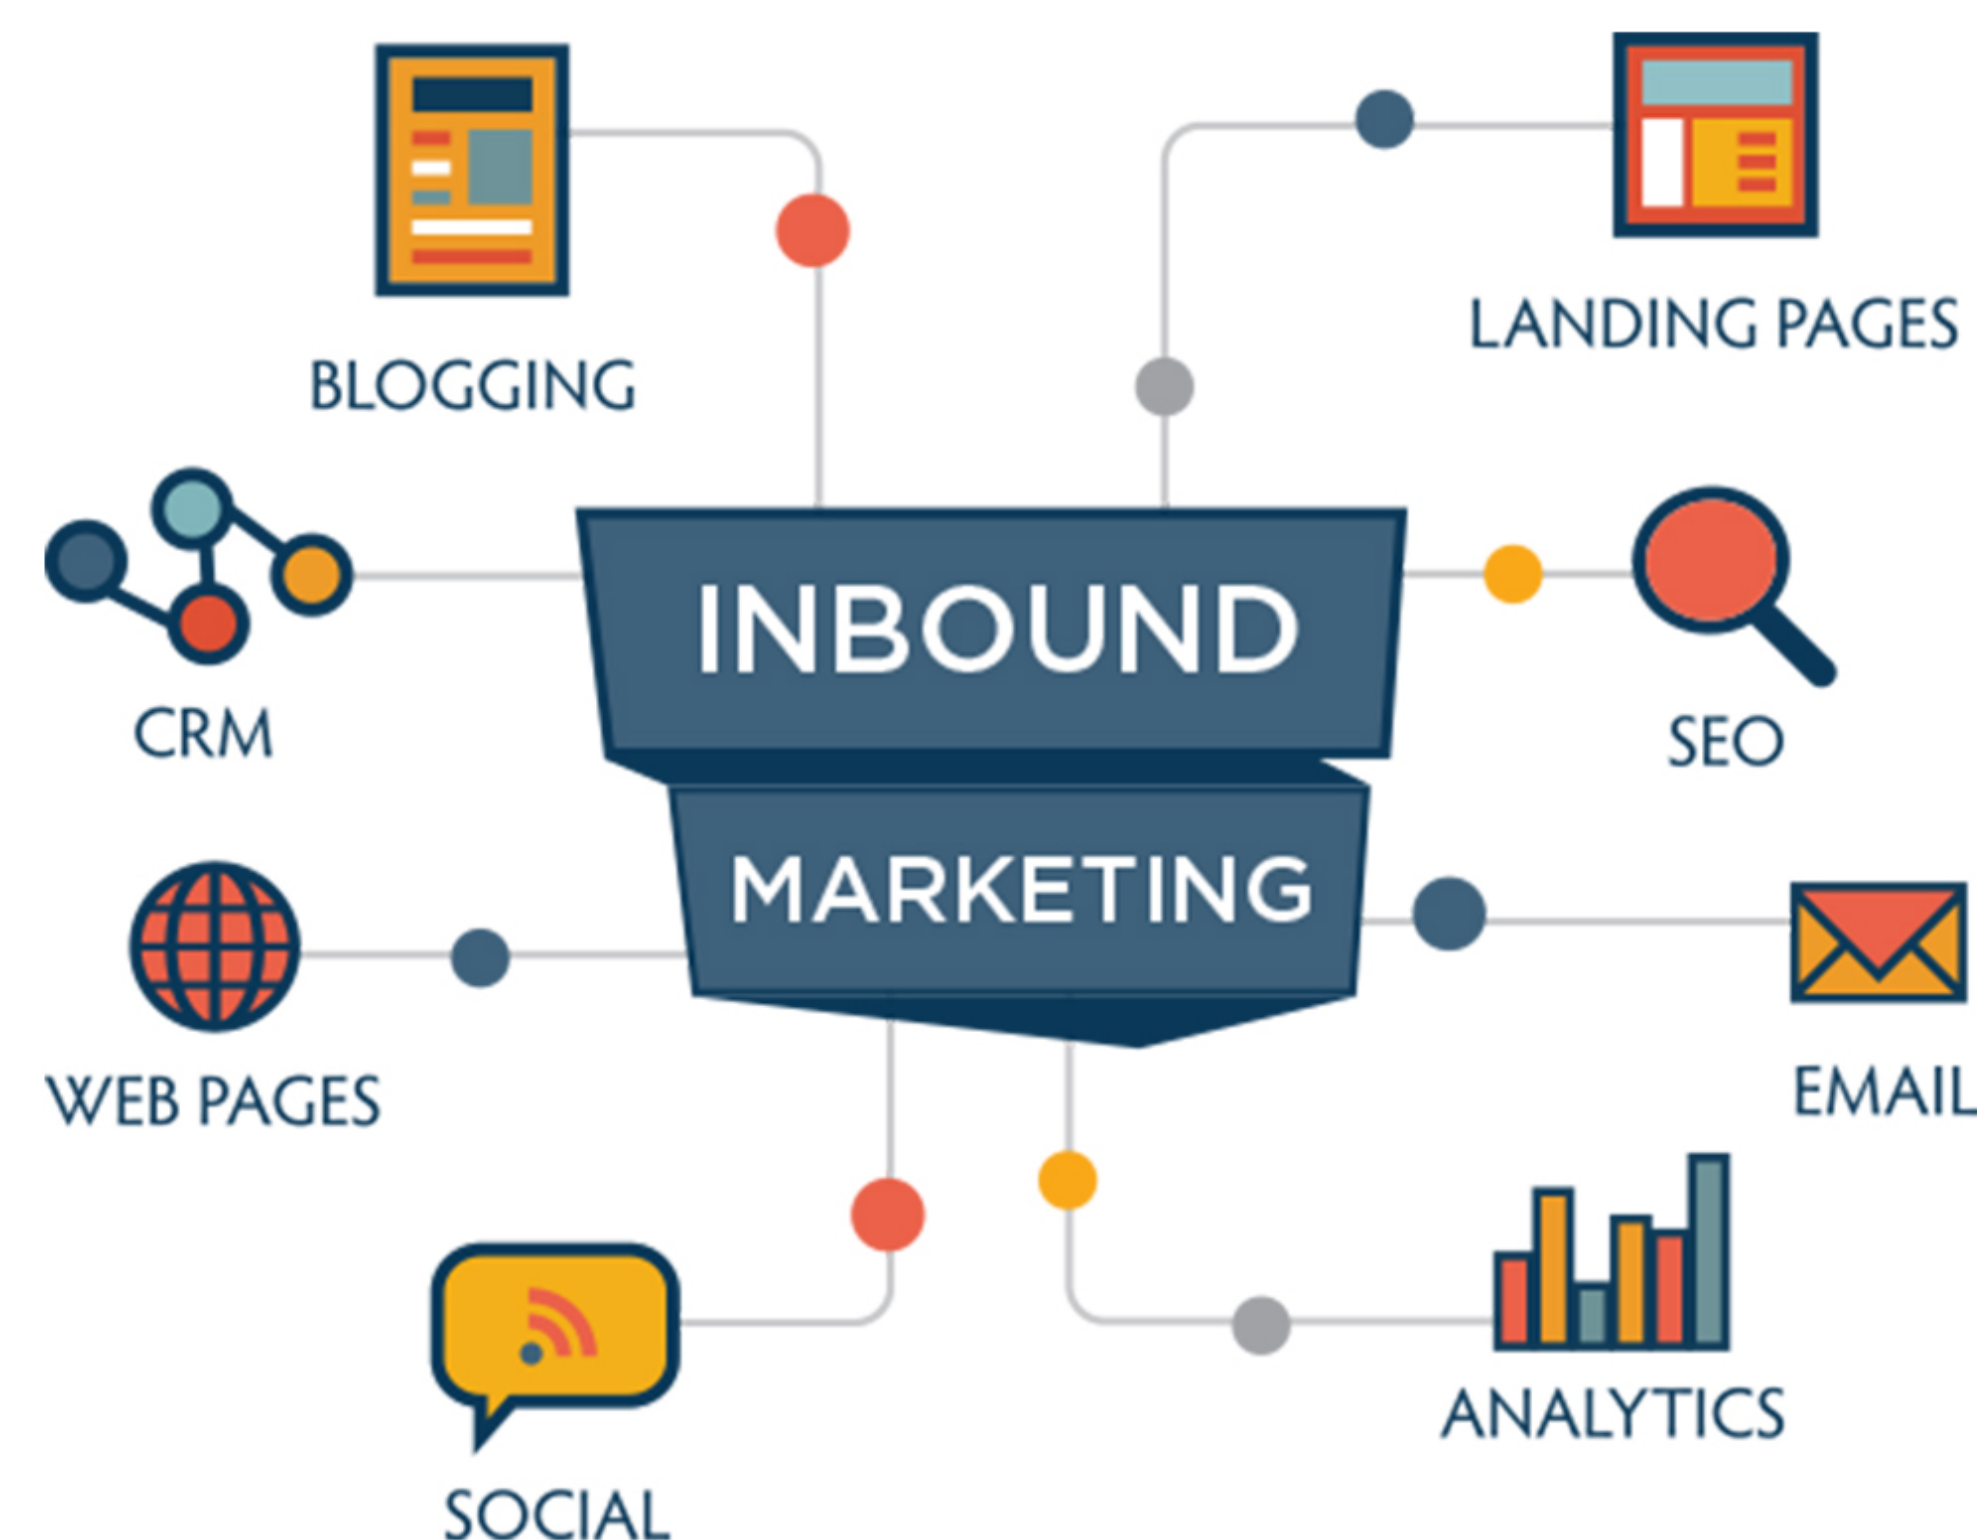 BLOGGING
LANDING PAGES
CRM
INBOUND
SEO
MARKETING
WEB PAGES
EMAIL
SOCIAL
ANALYTICS